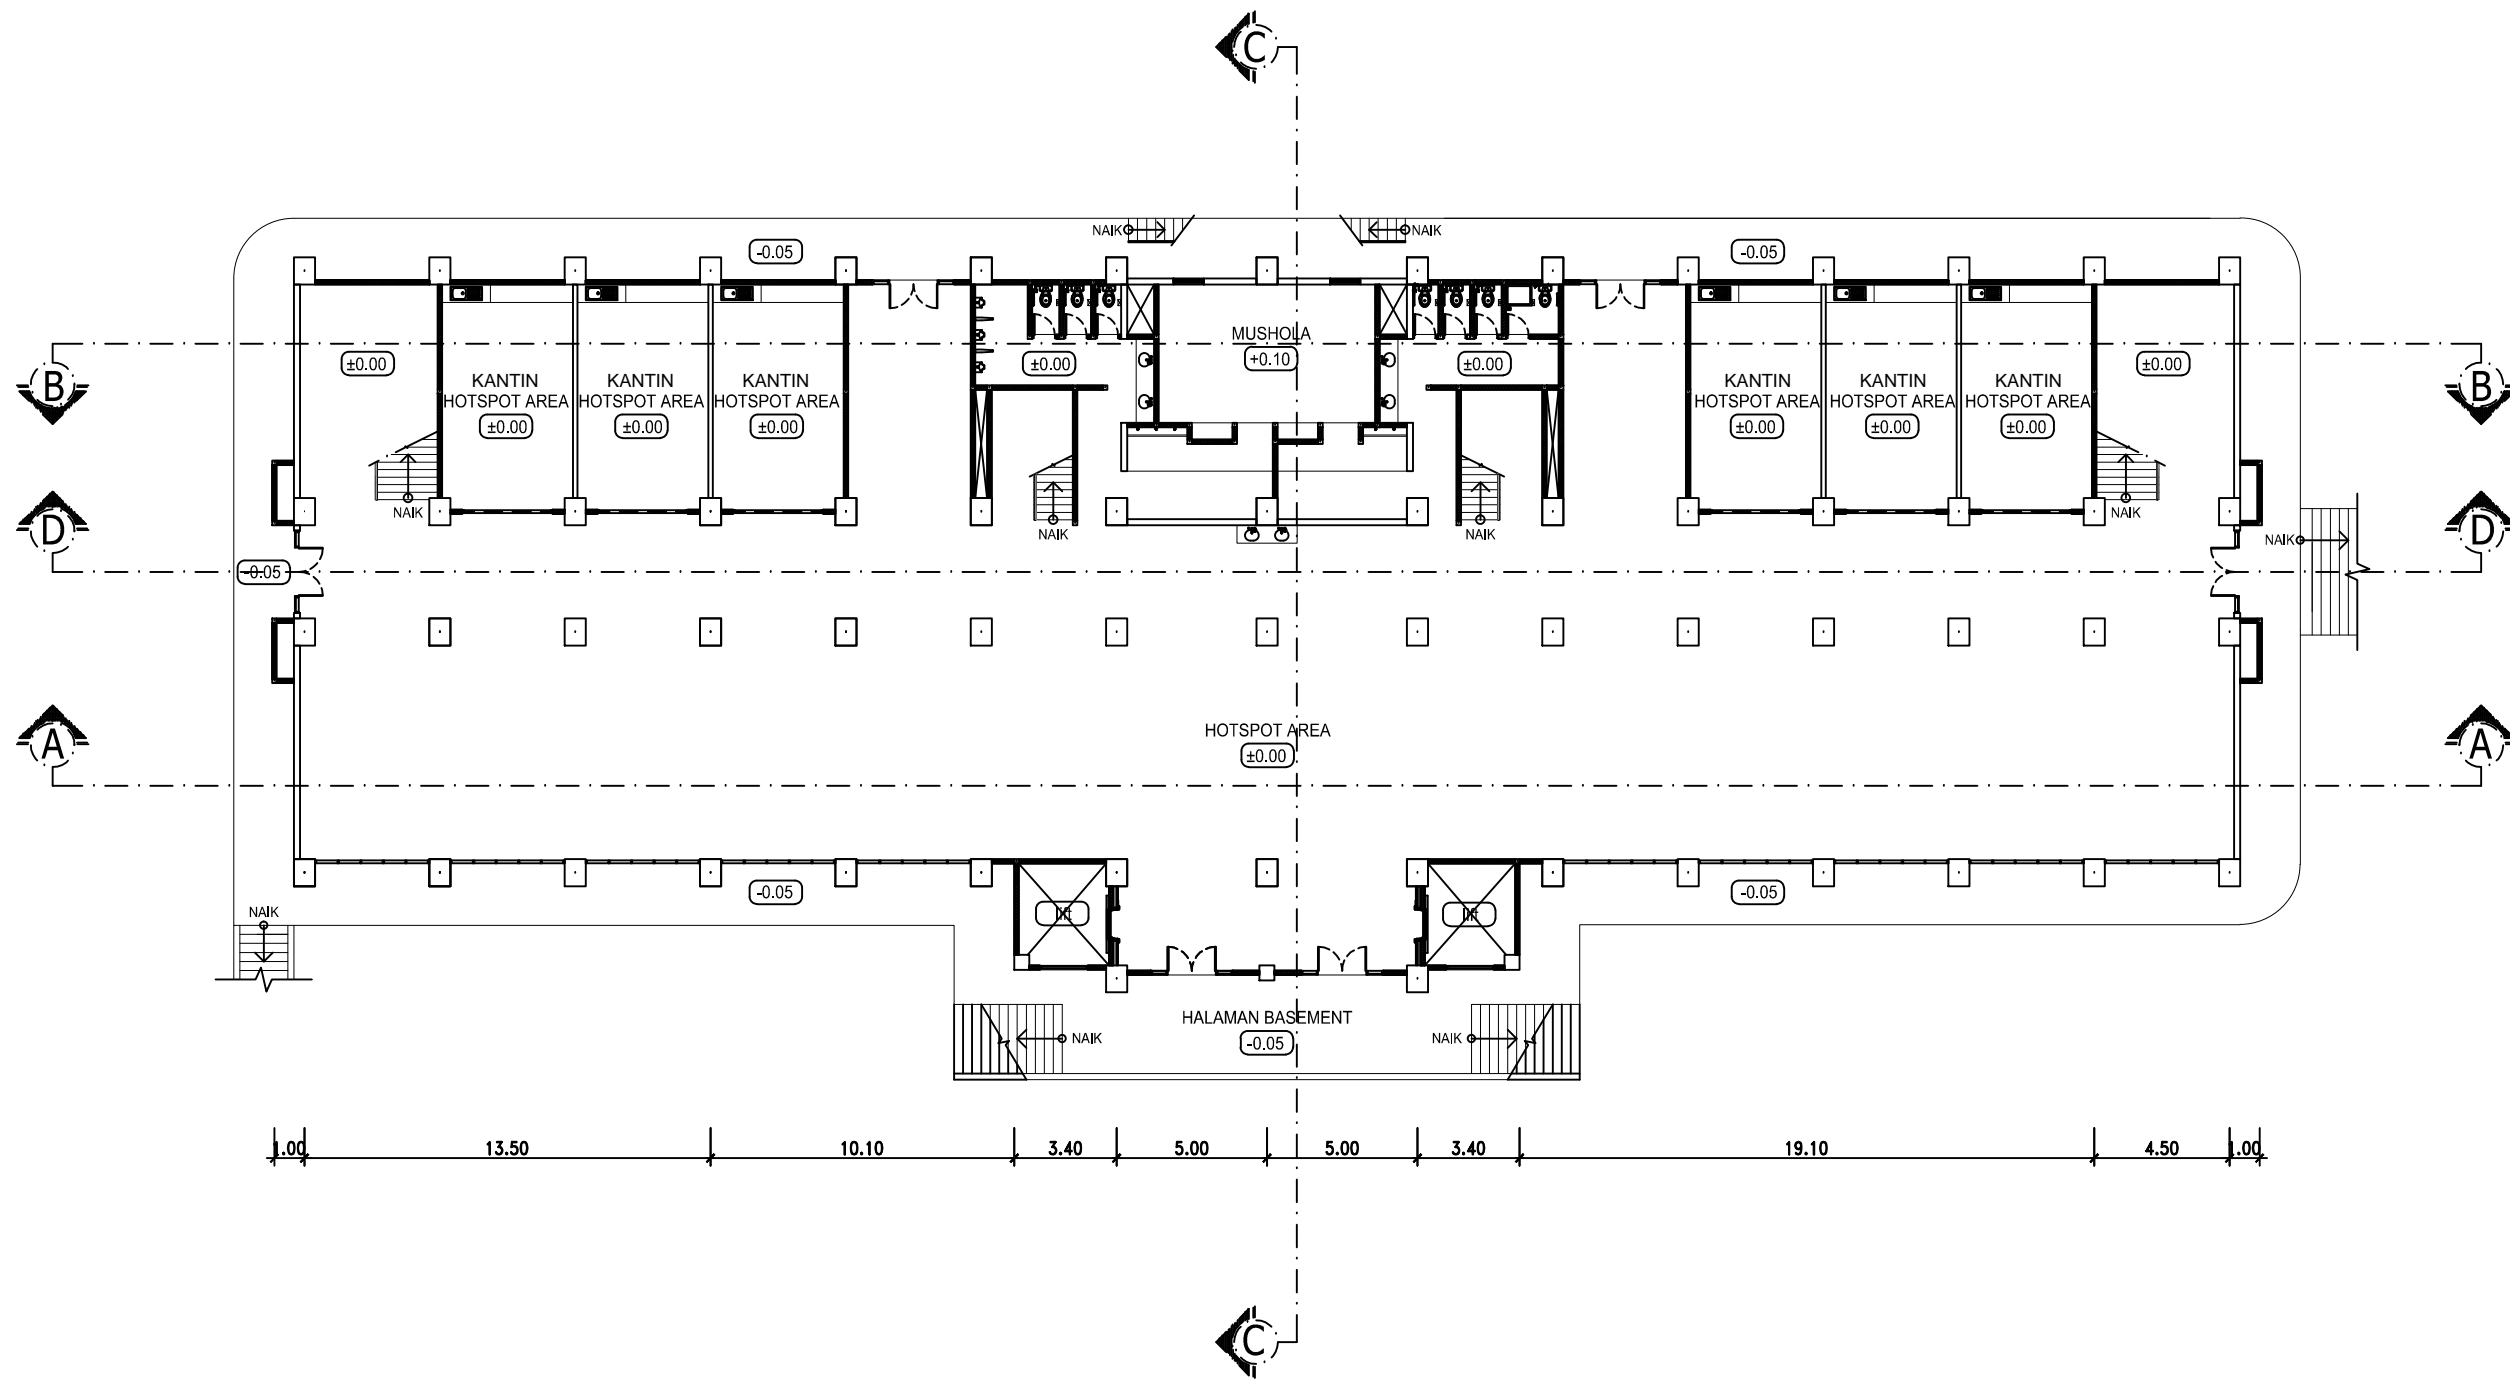 C
NAIK
NAIK
-0.05
-0.05
MUSHOLA
+0.10
±0.00
±0.00
±0.00
±0.00
B
KANTIN
HOTSPOT AREA
±0.00
KANTIN
HOTSPOT AREA
±0.00
KANTIN
HOTSPOT AREA
±0.00
KANTIN
HOTSPOT AREA
±0.00
KANTIN
HOTSPOT AREA
±0.00
KANTIN
HOTSPOT AREA
±0.00
B
NAIK
NAIK
NAIK
NAIK
D
NAIK
D
-0.05
A
HOTSPOT AREA
±0.00
A
-0.05
-0.05
NAIK
lift
lift
HALAMAN BASEMENT
-0.05
NAIK
NAIK
1.00
13.50
10.10
3.40
5.00
5.00
3.40
19.10
4.50
1.00
C